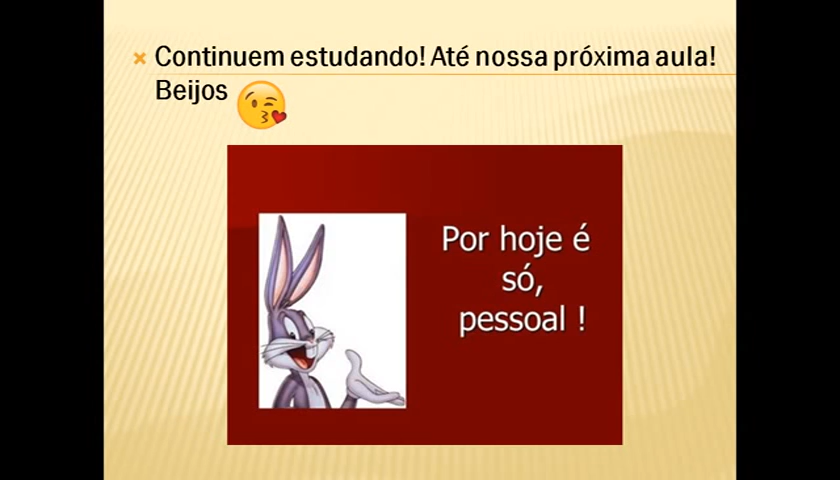 Continuem estudando! Até nossa próxima aula!
Beijos
Por hoje é
só,
pessoal !